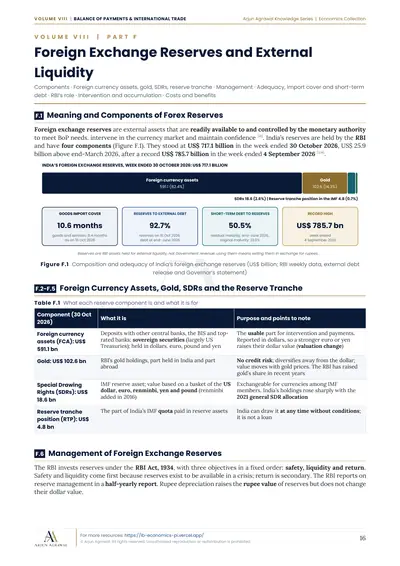 VOLUME VIII | BALANCE OF PAYMENTS & INTERNATIONAL TRADE
Arjun Agrawal Knowledge Series | Economics Collection
VOLUME VIII | PART F
Foreign Exchange Reserves and External
Liquidity
Components · Foreign currency assets, gold, SDRs, reserve tranche · Management · Adequacy, import cover and short-term
debt · RBI's role · Intervention and accumulation · Costs and benefits
F.1 Meaning and Components of Forex Reserves
Foreign exchange reserves are external assets that are readily available to and controlled by the monetary authority
to meet BoP needs, intervene in the currency market and maintain confidence. India's reserves are held by the RBI
and have four components (Figure F.1). They stood at US$ 717.1 billion in the week ended 30 October 2026, US$ 25.9
billion above end-March 2026, after a record US$ 785.7 billion in the week ended 4 September 2026
INDIA'S FOREIGN EXCHANGE RESERVES, WEEK ENDED 30 OCTOBER 2026: US$ 717.1 BILLION
Foreign currency assets
591.1 (82.4%)
Gold
102.6 (14.3%)
SDRs 18.6 (2.6%) | Reserve tranche position in the IMF 4.8 (0.7%)
GOODS IMPORT COVER
10.6 months
RESERVES TO EXTERNAL DEBT
92.7%
SHORT-TERM DEBT TO RESERVES
50.5%
RECORD HIGH
US$ 785.7 bn
week ended
4 September 2026
Figure F.1 Composition and adequacy of India's foreign exchange reserves (US$ billion; RBI weekly data, external debt
release and Governor's statement)
F.2–F.5 Foreign Currency Assets, Gold, SDRs and the Reserve Tranche
Table F.1 What each reserve component is and what it is for
Component (30 Oct
2026)
What it is
Purpose and points to note
Foreign currency
assets (FCA): US$
591.1 bn
Deposits with other central banks, the BIS and top-
rated banks; sovereign securities (largely US
Treasuries); held in dollars, euro, pound and yen
The usable part for intervention and payments.
Reported in dollars, so a stronger euro or yen
raises their dollar value (valuation change)
Gold: US$ 102.6 bn
RBI's gold holdings, part held in India and part
abroad
No credit risk; diversifies away from the dollar;
value moves with gold prices. The RBI has raised
gold's share in recent years
Special Drawing
Rights (SDRs): US$
18.6 bn
IMF reserve asset; value based on a basket of the US
dollar, euro, renminbi, yen and pound (renminbi
added in 2016)
Exchangeable for currencies among IMF
members. India's holdings rose sharply with the
2021 general SDR allocation
Reserve tranche
position (RTP): US$
4.8 bn
The part of India's IMF quota paid in reserve assets
India can draw it at any time without conditions;
it is not a loan
F.6 Management of Foreign Exchange Reserves
The RBI invests reserves under the RBI Act, 1934, with three objectives in a fixed order: safety, liquidity and return.
Safety and liquidity come first because reserves exist to be available in a crisis; return is secondary. The RBI reports on
reserve management in a half-yearly report. Rupee depreciation raises the rupee value of reserves but does not change
their dollar value.
ARJUN AGRAWAL
For more resources: https://ib-economics-pi.vercel.app/
16